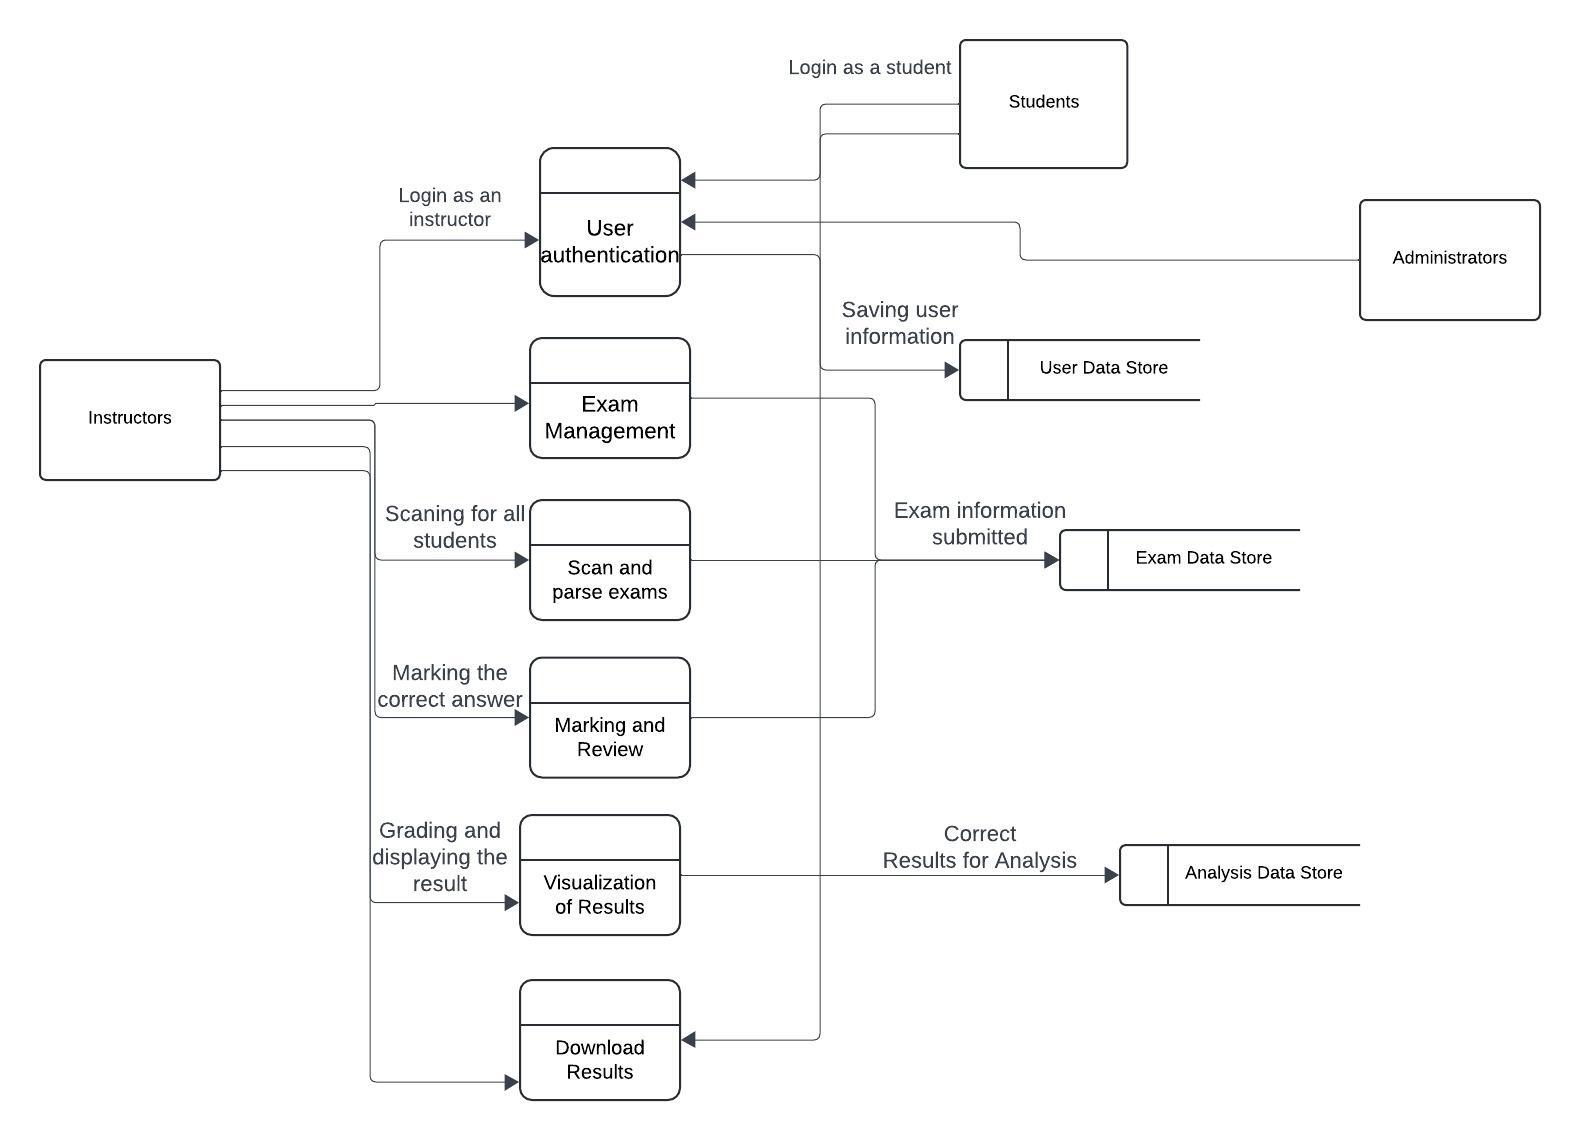 Login as a student
Students
Login as an
instructor
User
authentication
Administrators
Saving user
information
User Data Store
Instructors
Exam
Management
Scaning for all
students
Scan and
parse exams
Exam information
submitted
Exam Data Store
Marking the
correct answer
Marking and
Review
Grading and
displaying the
result
Visualization
of Results
Correct
Results for Analysis
Analysis Data Store
Download
Results